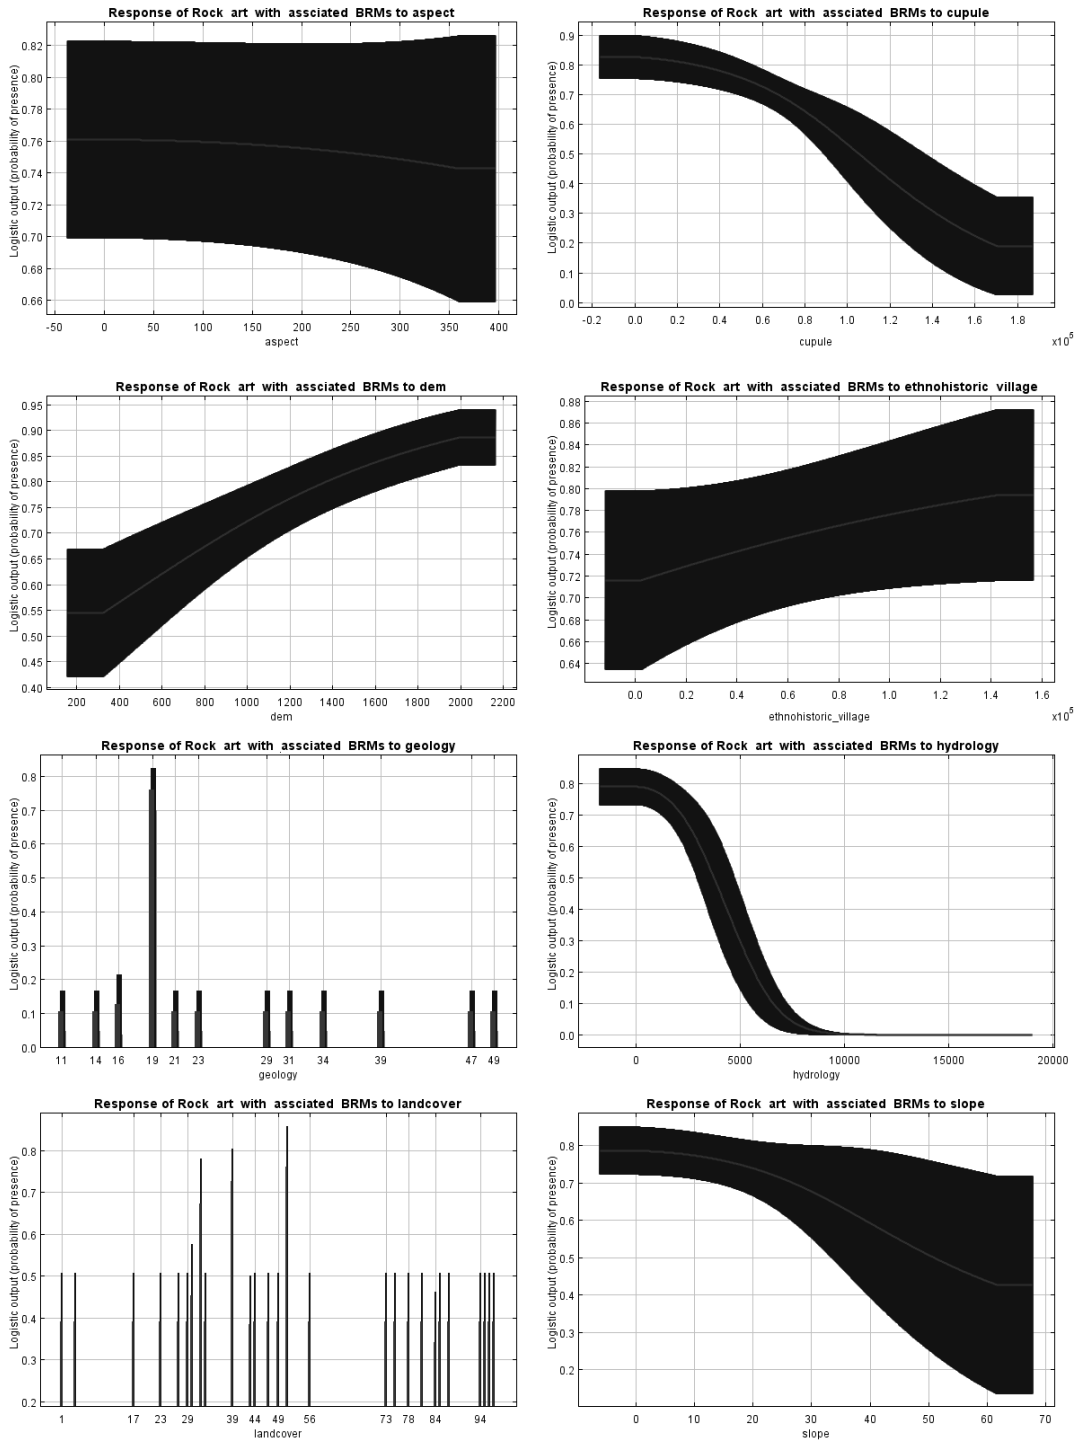 Response of Rock art with assciated BRMs to aspect
Logistic output (probability of presence)
0.82
0.80
0.78
0.76
0.74
0.72
0.70
0.68
0.66
-50 0 50 100 150 200 250 300 350 400
aspect
Response of Rock art with assciated BRMs to cupule
Logistic output (probability of presence)
0.9
0.8
0.7
0.6
0.5
0.4
0.3
0.2
0.1
0.0
-0.2 0.0 0.2 0.4 0.6 0.8 1.0 1.2 1.4 1.6 1.8
cupule
x10^5
Response of Rock art with assciated BRMs to dem
Logistic output (probability of presence)
0.95
0.90
0.85
0.80
0.75
0.70
0.65
0.60
0.55
0.50
0.45
0.40
200 400 600 800 1000 1200 1400 1600 1800 2000 2200
dem
Response of Rock art with assciated BRMs to ethnohistoric village
Logistic output (probability of presence)
0.88
0.86
0.84
0.82
0.80
0.78
0.76
0.74
0.72
0.70
0.68
0.66
0.64
0.0 0.2 0.4 0.6 0.8 1.0 1.2 1.4 1.6
ethnohistoric_village
x10^5
Response of Rock art with assciated BRMs to geology
Logistic output (probability of presence)
0.8
0.7
0.6
0.5
0.4
0.3
0.2
0.1
0.0
11 14 16 19 21 23 29 31 34 39 47 49
geology
Response of Rock art with assciated BRMs to hydrology
Logistic output (probability of presence)
0.8
0.7
0.6
0.5
0.4
0.3
0.2
0.1
0.0
0 5000 10000 15000 20000
hydrology
Response of Rock art with assciated BRMs to landcover
Logistic output (probability of presence)
0.8
0.7
0.6
0.5
0.4
0.3
0.2
1 17 23 29 39 44 49 56 73 78 84 94
landcover
Response of Rock art with assciated BRMs to slope
Logistic output (probability of presence)
0.8
0.7
0.6
0.5
0.4
0.3
0.2
0 10 20 30 40 50 60 70
slope